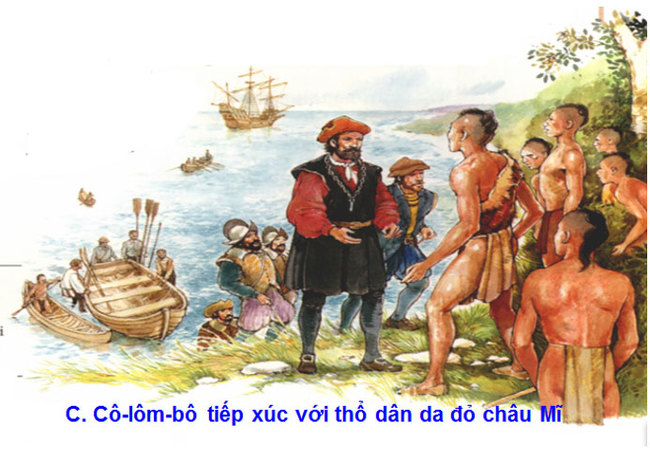 i
C. Cô-lôm-bô tiếp xúc với thổ dân da đỏ châu Mĩ